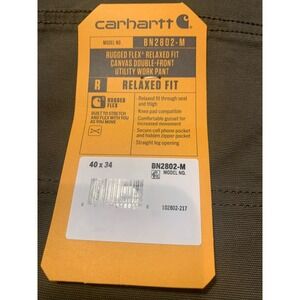 carhartt
MODEL NO. BN2802-M
RUGGED FLEX® RELAXED FIT
CANVAS DOUBLE-FRONT
UTILITY WORK PANT
R RELAXED FIT
RUGGED
FLEX
BUILT TO STRETCH
AND FLEX WITH YOU
AS YOU MOVE
Relaxed fit through seat
and thigh
Knee pad compatible
Comfortable gusset for
increased movement
Secure cell phone pocket
and hidden zipper pocket
Straight leg opening
40 x 34
BN2802-M
MODEL NO.
102802-217